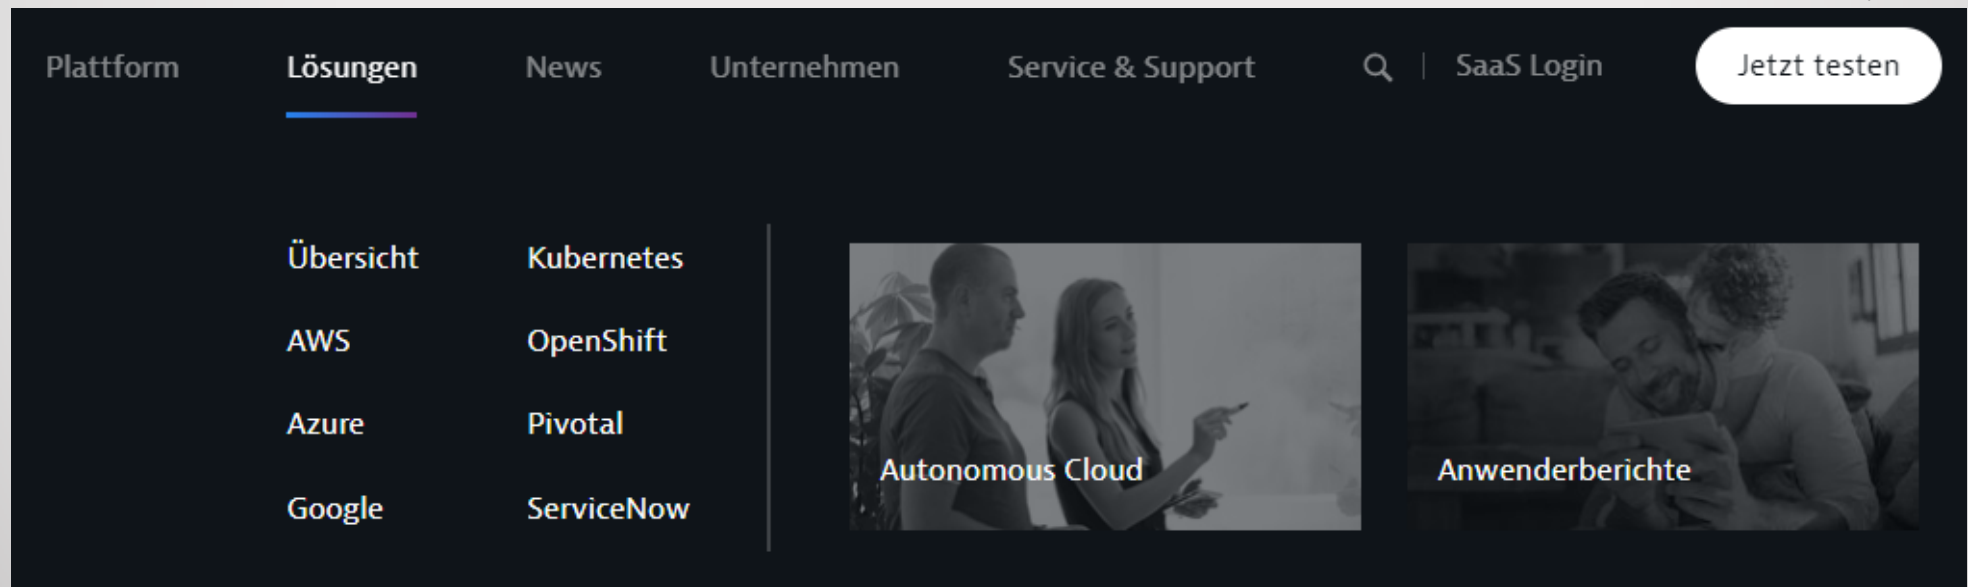 Plattform
Lösungen
News
Unternehmen
Service & Support
SaaS Login
Jetzt testen
Übersicht
AWS
Azure
Google
Kubernetes
OpenShift
Pivotal
ServiceNow
Autonomous Cloud
Anwenderberichte